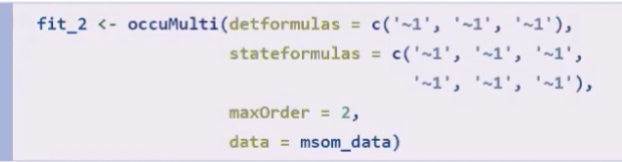 fit_2 <- occuMulti(detformulas = c('~1', '~1', '~1'),
stateformulas = c('~1', '~1', '~1',
'~1', '~1', '~1'),
maxOrder = 2,
data = msom_data)